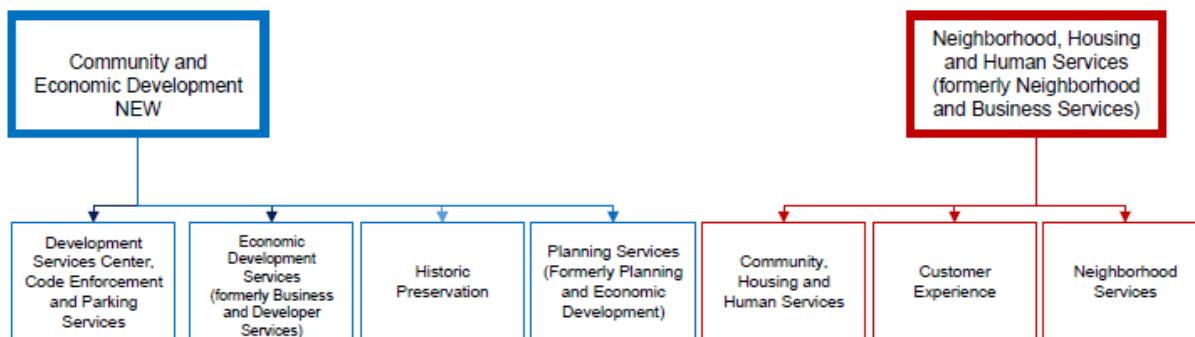 Community and
Economic Development
NEW
Neighborhood, Housing
and Human Services
(formerly Neighborhood
and Business Services)
Development
Services Center,
Code Enforcement
and Parking
Services
Economic
Development
Services
(formerly Business
and Developer
Services)
Historic
Preservation
Planning Services
(Formerly Planning
and Economic
Development)
Community,
Housing and
Human Services
Customer
Experience
Neighborhood
Services